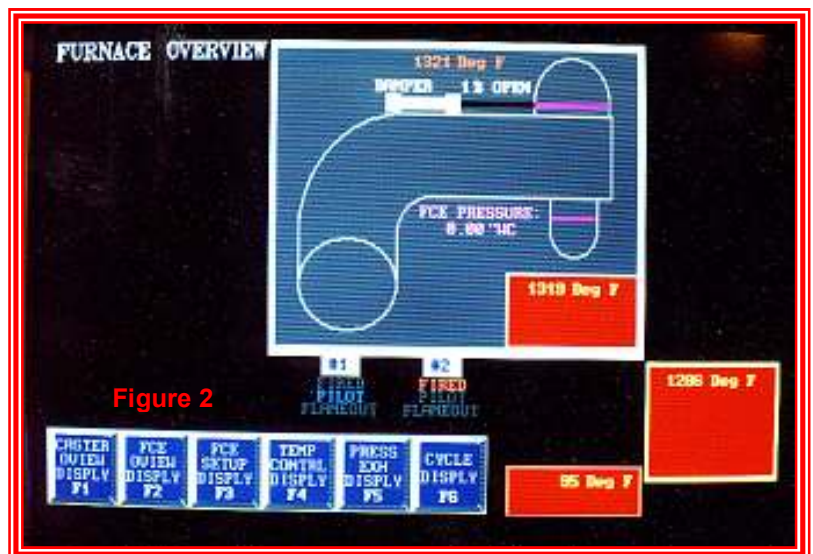 FURNACE OVERVIEW
1321 Deg F
DAMPER 1% OPEN
FCE PRESSURE:
0.00 "WC
1319 Deg F
#1
FIRED
PILOT
FLAMEOUT
#2
FIRED
PILOT
FLAMEOUT
1286 Deg F
Figure 2
CASTER
OVIEW
DISPLY
F1
FCE
OVIEW
DISPLY
F2
FCE
SETUP
DISPLY
F3
TEMP
CONTRL
DISPLY
F4
PRESS
EXH
DISPLY
F5
CYCLE
DISPLY
F6
Deg F